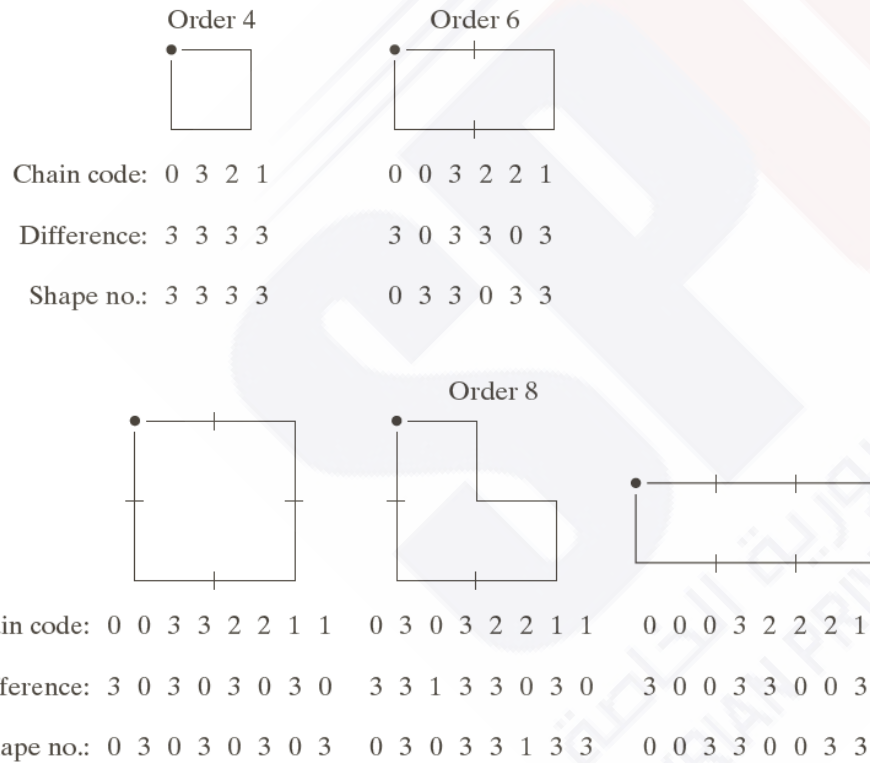 Order 4 Order 6
Chain code: 0 3 2 1 0 0 3 2 2 1
Difference: 3 3 3 3 3 0 3 3 0 3
Shape no.: 3 3 3 3 0 3 3 0 3 3
Order 8
in code: 0 0 3 3 2 2 1 1 0 3 0 3 2 2 1 1 0 0 0 3 2 2 2 1
ference: 3 0 3 0 3 0 3 0 3 3 1 3 3 0 3 0 3 0 0 3 3 0 0 3
ape no.: 0 3 0 3 0 3 0 3 0 3 0 3 3 1 3 3 0 0 3 3 0 0 3 3